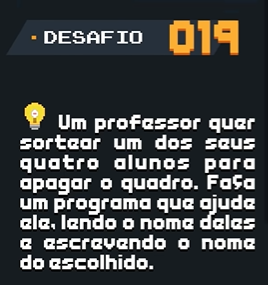 DESAFIO 019
Um professor quer
sortear um dos seus
quatro alunos para
apagar o quadro. Faça
um programa que ajude
ele, lendo o nome deles
e escrevendo o nome
do escolhido.